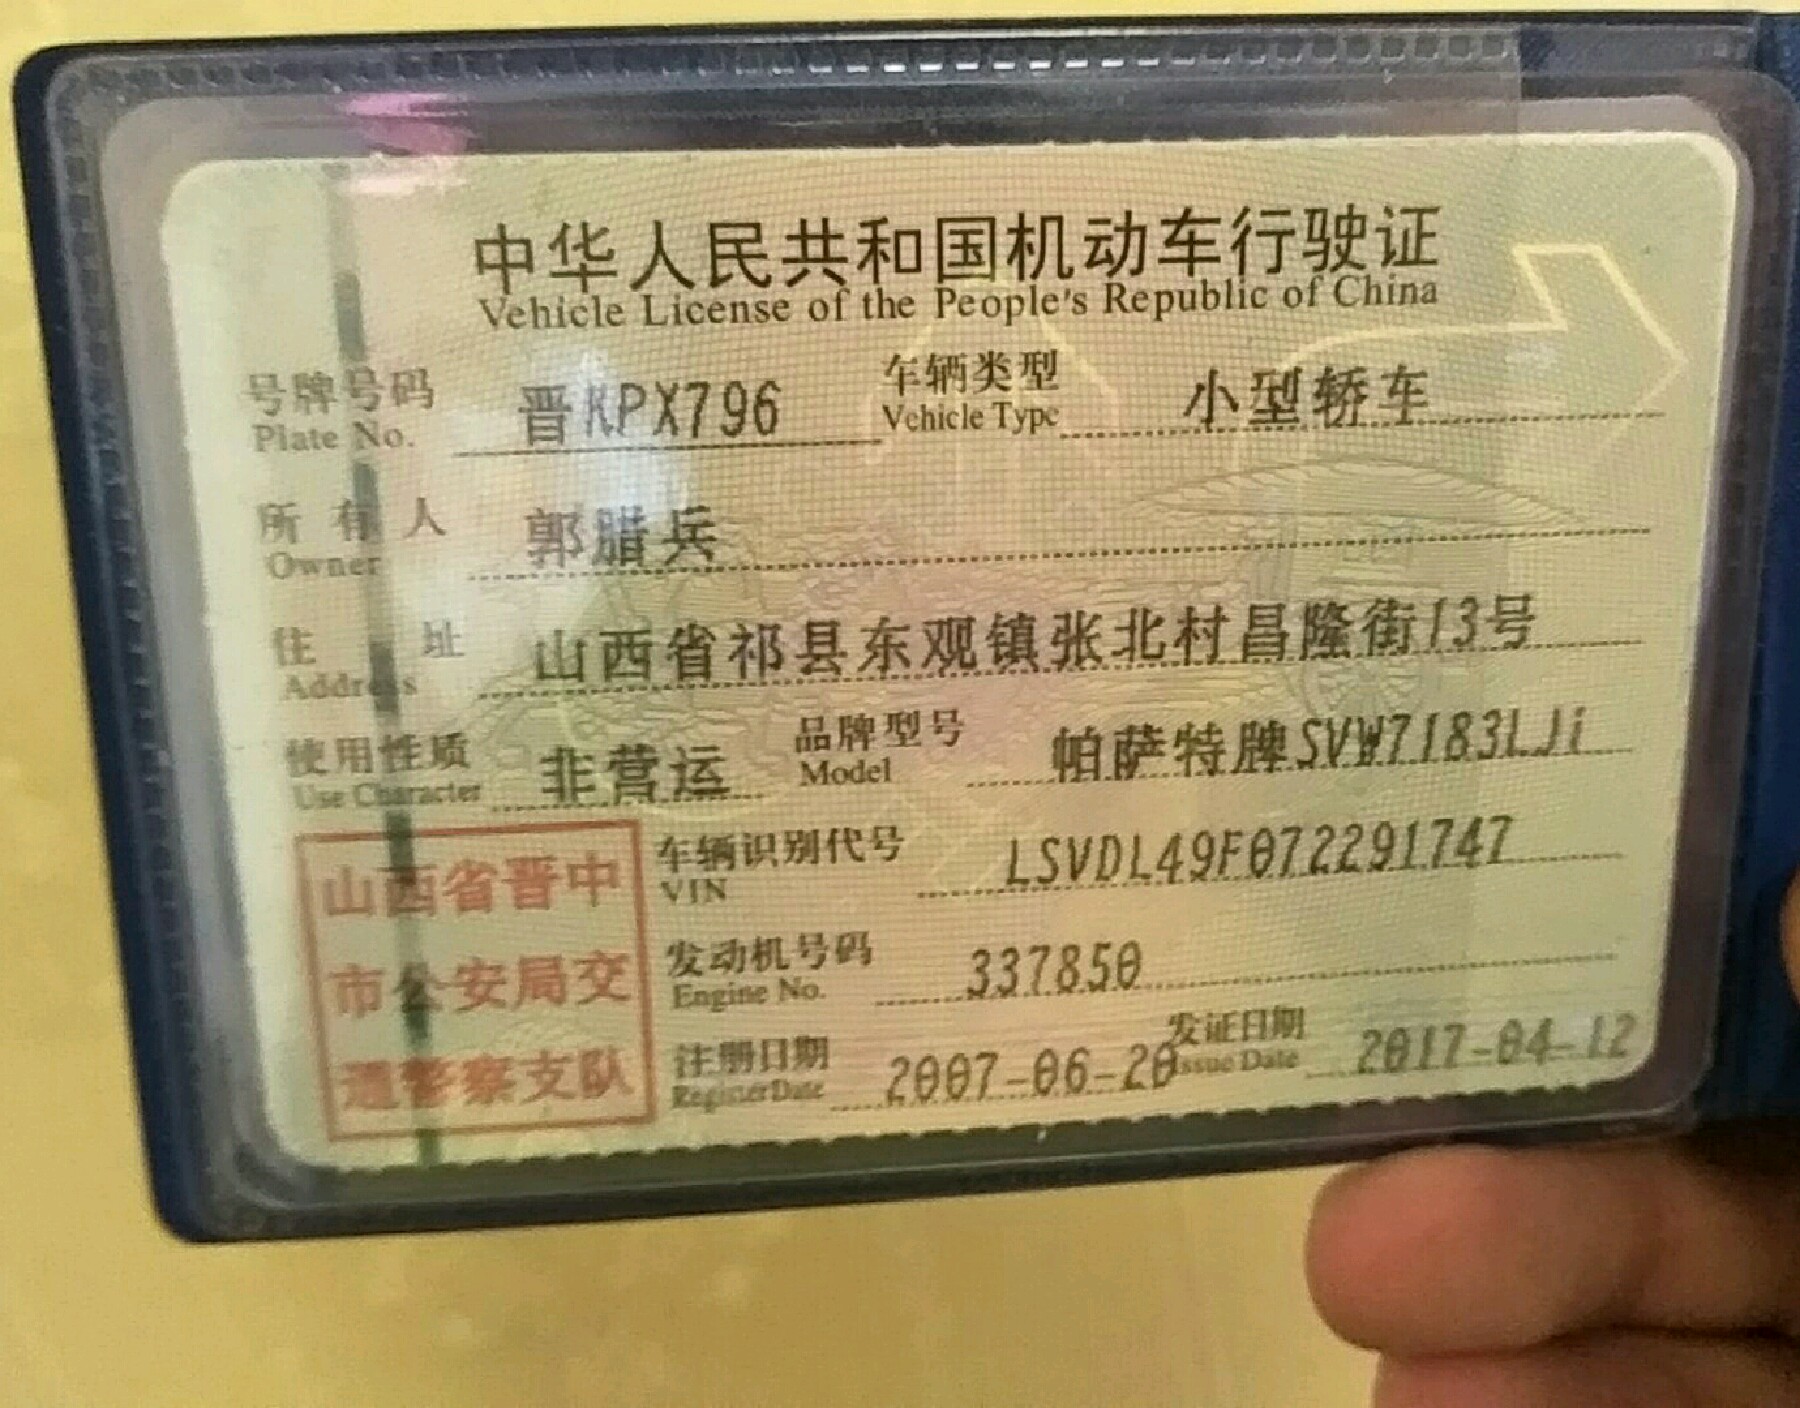 中华人民共和国机动车行驶证
Vehicle License of the People's Republic of China
号牌号码 晋KPX796 车辆类型 小型轿车
Plate No. Vehicle Type
所有人 郭腊兵
Owner
住址 山西省祁县东观镇张北村昌隆街13号
Address
使用性质 非营运 品牌型号 帕萨特牌SVW7183LJi
Use Character Model
车辆识别代号 LSVDL49F072291747
VIN
发动机号码 337850
Engine No.
注册日期 2007-06-20 发证日期 2017-04-12
Register Date Issue Date
山西省晋中
市公安局交
通警察支队